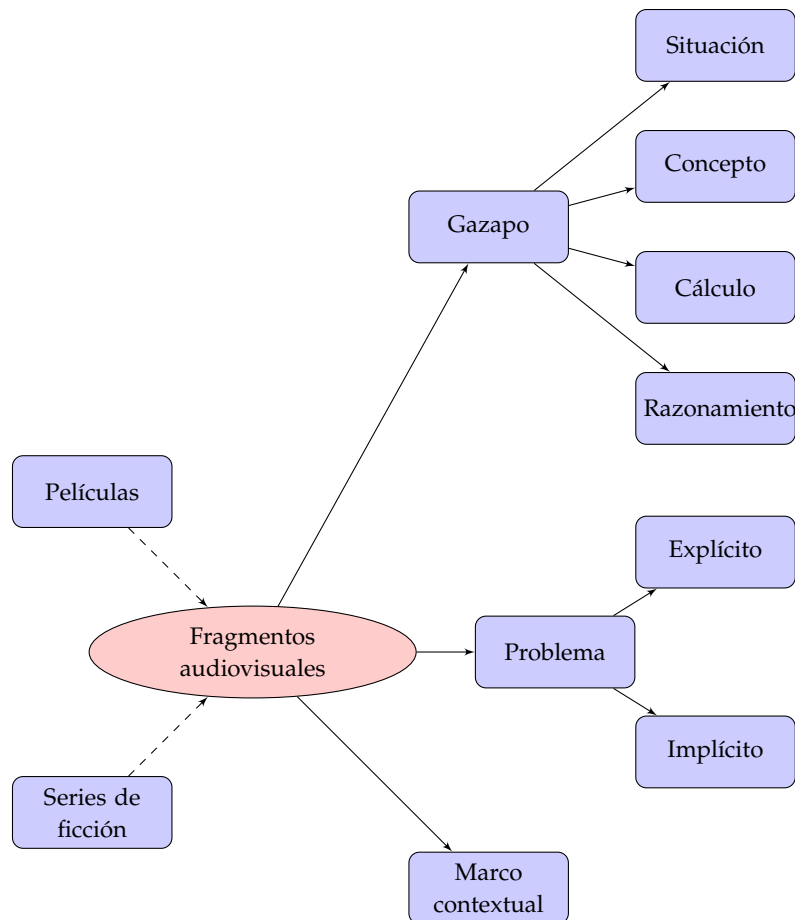 Situación
Concepto
Gazapo
Cálculo
Razonamiento
Películas
Explícito
Fragmentos
audiovisuales
Problema
Implícito
Series de
ficción
Marco
contextual